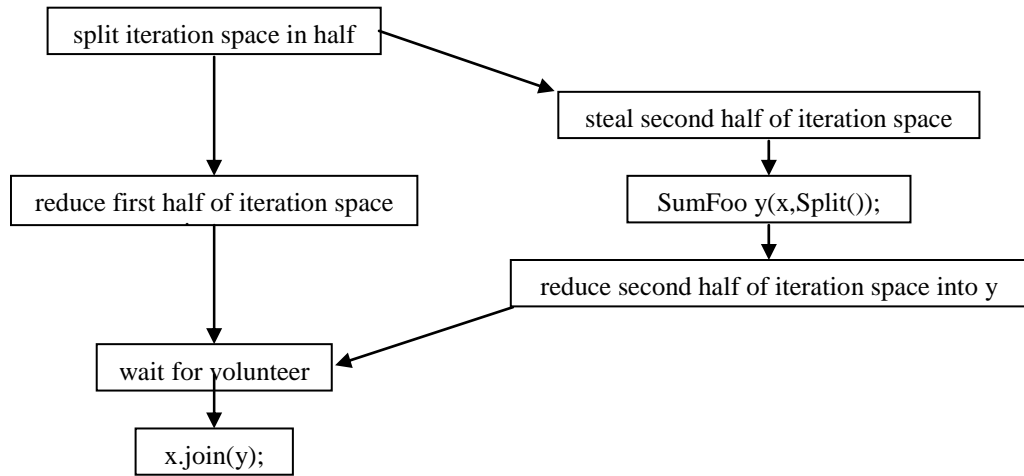 split iteration space in half
steal second half of iteration space
reduce first half of iteration space
SumFoo y(x,Split());
reduce second half of iteration space into y
wait for volunteer
x.join(y);